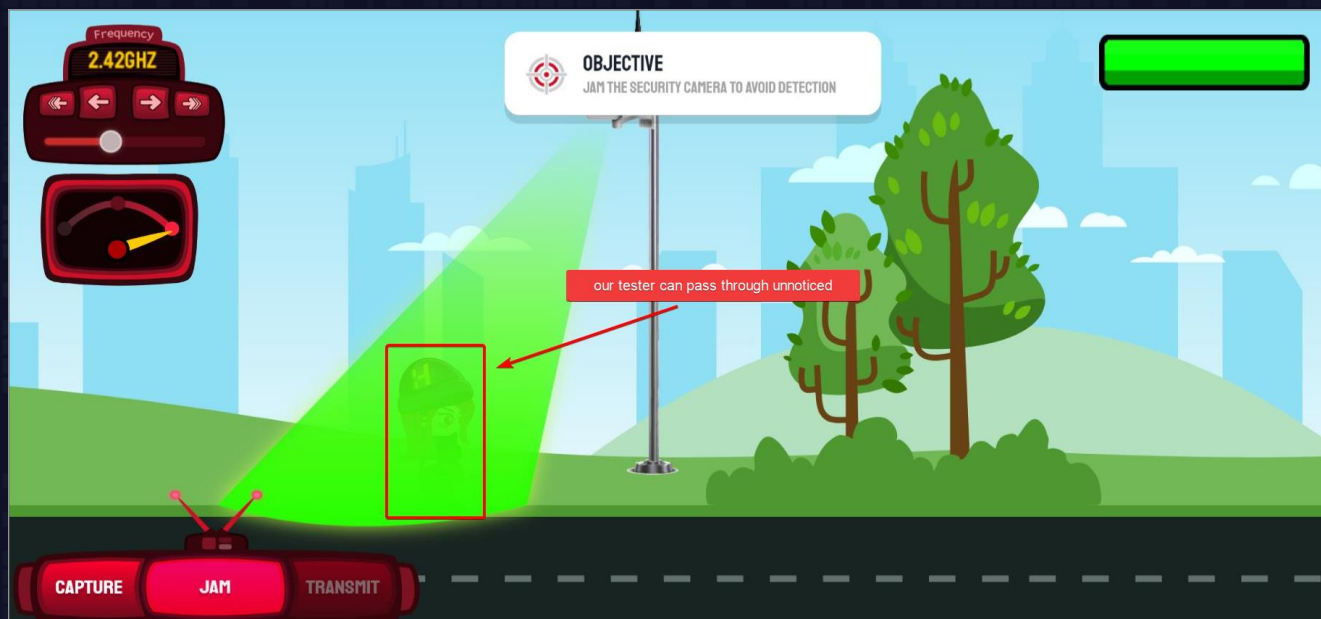 Frequency
2.42GHZ
OBJECTIVE
JAM THE SECURITY CAMERA TO AVOID DETECTION
our tester can pass through unnoticed
CAPTURE
JAM
TRANSMIT